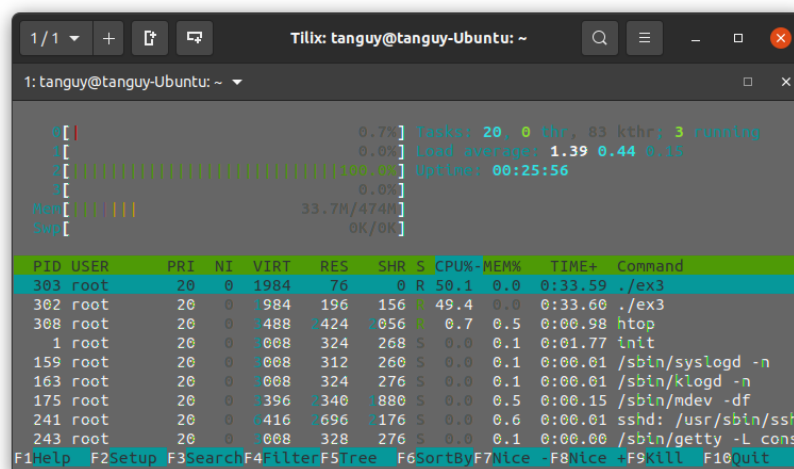 1/1
Tilix: tanguy@tanguy-Ubuntu: ~
1: tanguy@tanguy-Ubuntu: ~
0[| 0.7%] Tasks: 20, 0 thr, 83 kthr; 3 running
1[ 0.0%] Load average: 1.39 0.44 0.15
2[||||||||||||||||||||||||||||100.0%] Uptime: 00:25:56
3[ 0.0%]
Mem[||||||| 33.7M/474M]
Swp[ 0K/0K]
PID USER PRI NI VIRT RES SHR S CPU%-MEM% TIME+ Command
303 root 20 0 1984 76 0 R 50.1 0.0 0:33.59 ./ex3
302 root 20 0 1984 196 156 R 49.4 0.0 0:33.60 ./ex3
308 root 20 0 3488 2424 2056 R 0.7 0.5 0:00.98 htop
1 root 20 0 3008 324 268 S 0.0 0.1 0:01.77 init
159 root 20 0 3008 312 260 S 0.0 0.1 0:00.01 /sbin/syslogd -n
163 root 20 0 3008 324 276 S 0.0 0.1 0:00.01 /sbin/klogd -n
175 root 20 0 3396 2340 1880 S 0.0 0.5 0:00.15 /sbin/mdev -df
241 root 20 0 6416 2696 2176 S 0.0 0.6 0:00.01 sshd: /usr/sbin/ssh
243 root 20 0 3008 328 276 S 0.0 0.1 0:00.00 /sbin/getty -L cons
F1Help F2Setup F3SearchF4FilterF5Tree F6SortByF7Nice -F8Nice +F9Kill F10Quit